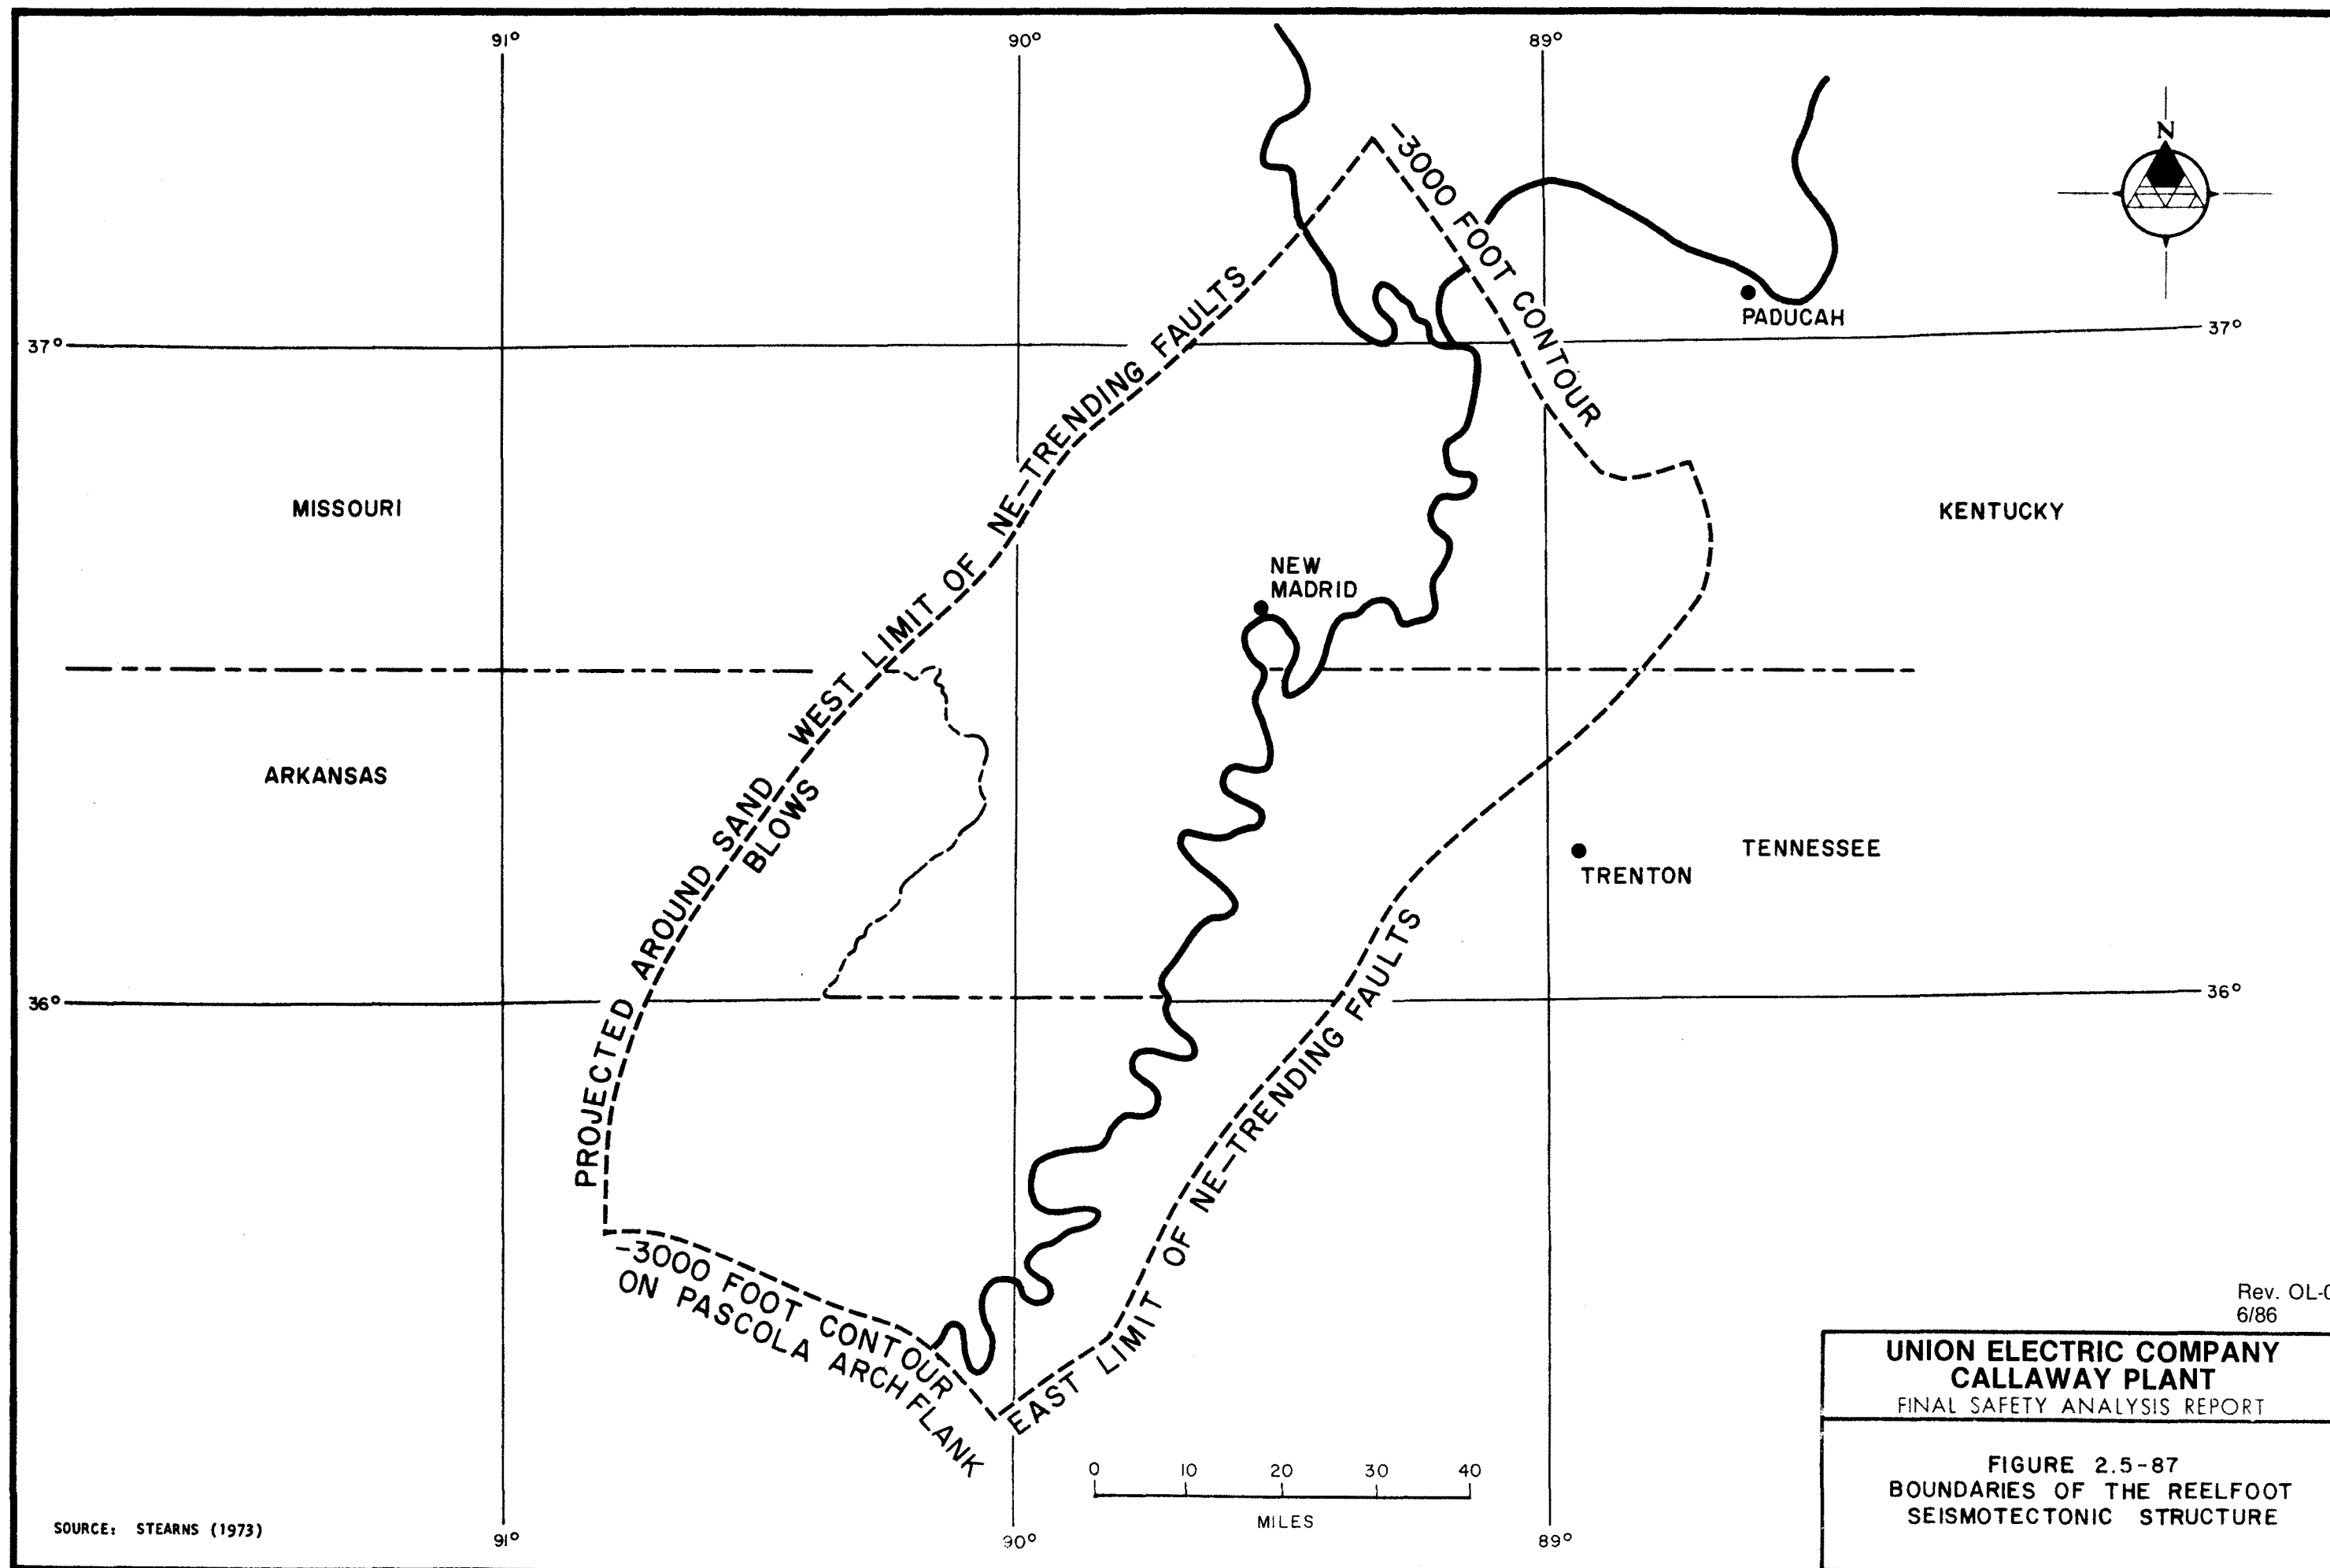 91°
90°
89°
N
-3000 FOOT CONTOUR
PADUCAH
37°
37°
WEST LIMIT OF NE-TRENDING FAULTS
MISSOURI
KENTUCKY
NEW
MADRID
ARKANSAS
PROJECTED AROUND SAND
BLOWS
TENNESSEE
TRENTON
36°
36°
EAST LIMIT OF NE-TRENDING FAULTS
-3000 FOOT CONTOUR
ON PASCOLA ARCH FLANK
0 10 20 30 40
MILES
91°
90°
89°
SOURCE: STEARNS (1973)
Rev. OL-0
6/86
UNION ELECTRIC COMPANY
CALLAWAY PLANT
FINAL SAFETY ANALYSIS REPORT
FIGURE 2.5-87
BOUNDARIES OF THE REELFOOT
SEISMOTECTONIC STRUCTURE